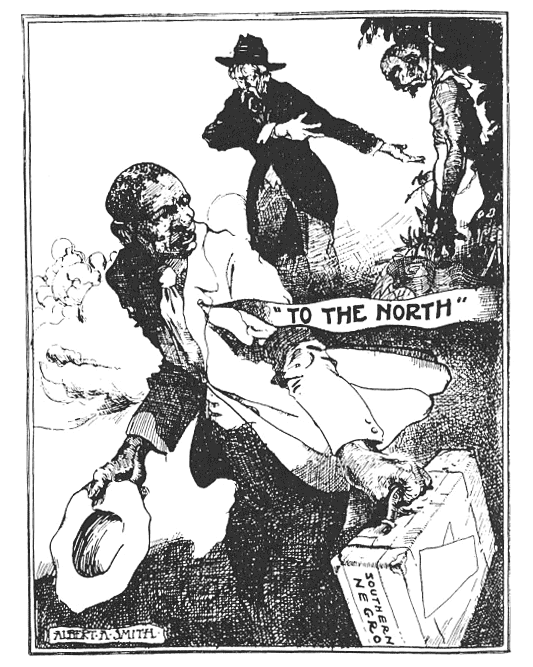 "TO THE NORTH"
SOUTHERN
NEGRO
ALBERT·A·SMITH·